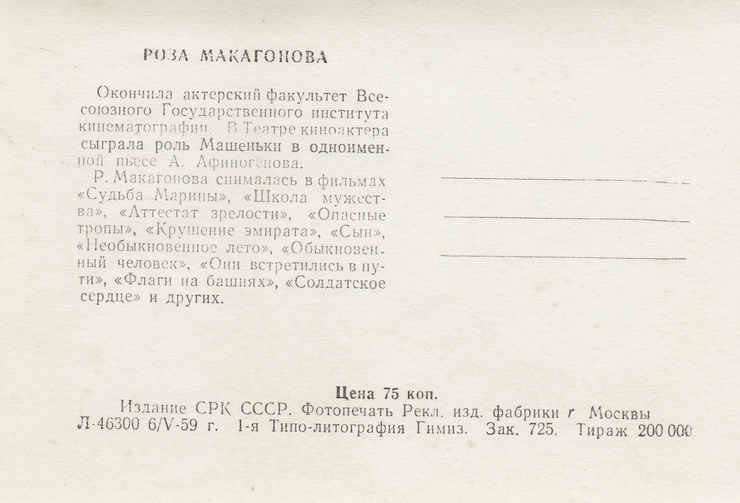 РОЗА МАКАГОНОВА
Окончила актерский факультет Все-
союзного Государственного института
кинематографии. В Театре киноактера
сыграла роль Машеньки в одноимен-
ной пьесе А. Афиногенова.
Р. Макагонова снималась в фильмах
«Судьба Марины», «Школа мужест-
ва», «Аттестат зрелости», «Опасные
тропы», «Крушение эмирата», «Сын»,
«Необыкновенное лето», «Обыкновен-
ный человек», «Они встретились в пу-
ти», «Флаги на башнях», «Солдатское
сердце» и других.
Цена 75 коп.
Издание СРК СССР. Фотопечать Рекл. изд. фабрики г Москвы
Л-46300 6/V-59 г. 1-я Типо-литография Гимиз. Зак. 725. Тираж 200 000